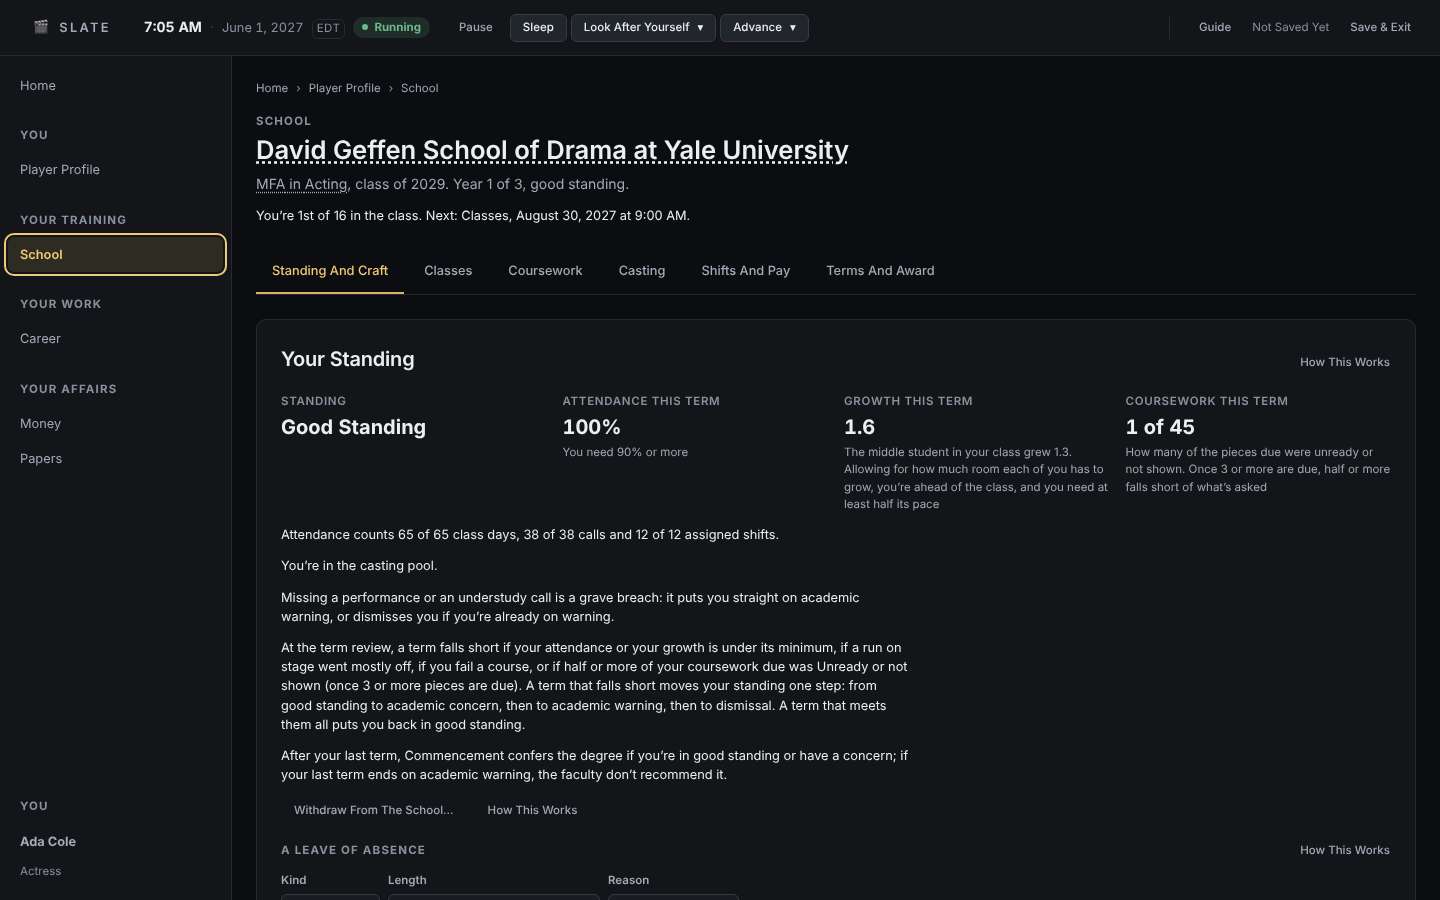 SLATE
7:05 AM · June 1, 2027 EDT Running
Pause
Sleep
Look After Yourself ▾
Advance ▾
Guide
Not Saved Yet
Save & Exit
Home
YOU
Player Profile
YOUR TRAINING
School
YOUR WORK
Career
YOUR AFFAIRS
Money
Papers
YOU
Ada Cole
Actress
Home › Player Profile › School
SCHOOL
David Geffen School of Drama at Yale University
MFA in Acting, class of 2029. Year 1 of 3, good standing.
You’re 1st of 16 in the class. Next: Classes, August 30, 2027 at 9:00 AM.
Standing And Craft
Classes
Coursework
Casting
Shifts And Pay
Terms And Award
Your Standing
How This Works
STANDING
Good Standing
ATTENDANCE THIS TERM
100%
You need 90% or more
GROWTH THIS TERM
1.6
The middle student in your class grew 1.3.
Allowing for how much room each of you has to
grow, you’re ahead of the class, and you need at
least half its pace
COURSEWORK THIS TERM
1 of 45
How many of the pieces due were unready or
not shown. Once 3 or more are due, half or more
falls short of what’s asked
Attendance counts 65 of 65 class days, 38 of 38 calls and 12 of 12 assigned shifts.
You’re in the casting pool.
Missing a performance or an understudy call is a grave breach: it puts you straight on academic
warning, or dismisses you if you’re already on warning.
At the term review, a term falls short if your attendance or your growth is under its minimum, if a run on
stage went mostly off, if you fail a course, or if half or more of your coursework due was Unready or not
shown (once 3 or more pieces are due). A term that falls short moves your standing one step: from
good standing to academic concern, then to academic warning, then to dismissal. A term that meets
them all puts you back in good standing.
After your last term, Commencement confers the degree if you’re in good standing or have a concern; if
your last term ends on academic warning, the faculty don’t recommend it.
Withdraw From The School...
How This Works
A LEAVE OF ABSENCE
How This Works
Kind
Length
Reason